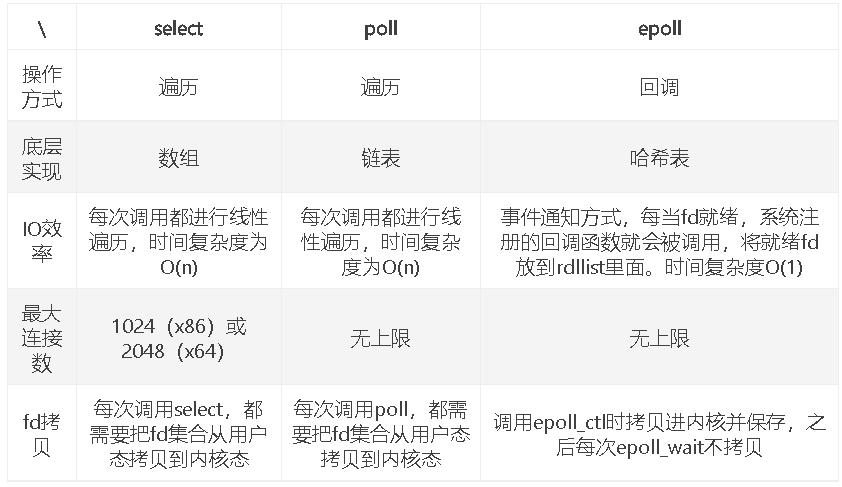 \ select poll epoll
操作
方式
遍历
遍历
回调
底层
实现
数组
链表
哈希表
IO效
率
每次调用都进行线性
遍历，时间复杂度为
O(n)
每次调用都进行线
性遍历，时间复杂
度为O(n)
事件通知方式，每当fd就绪，系统注
册的回调函数就会被调用，将就绪fd
放到rdllist里面。时间复杂度O(1)
最大
连接
数
1024（x86）或
2048（x64）
无上限
无上限
fd拷
贝
每次调用select，都
需要把fd集合从用户
态拷贝到内核态
每次调用poll，都需
要把fd集合从用户态
拷贝到内核态
调用epoll_ctl时拷贝进内核并保存，之
后每次epoll_wait不拷贝